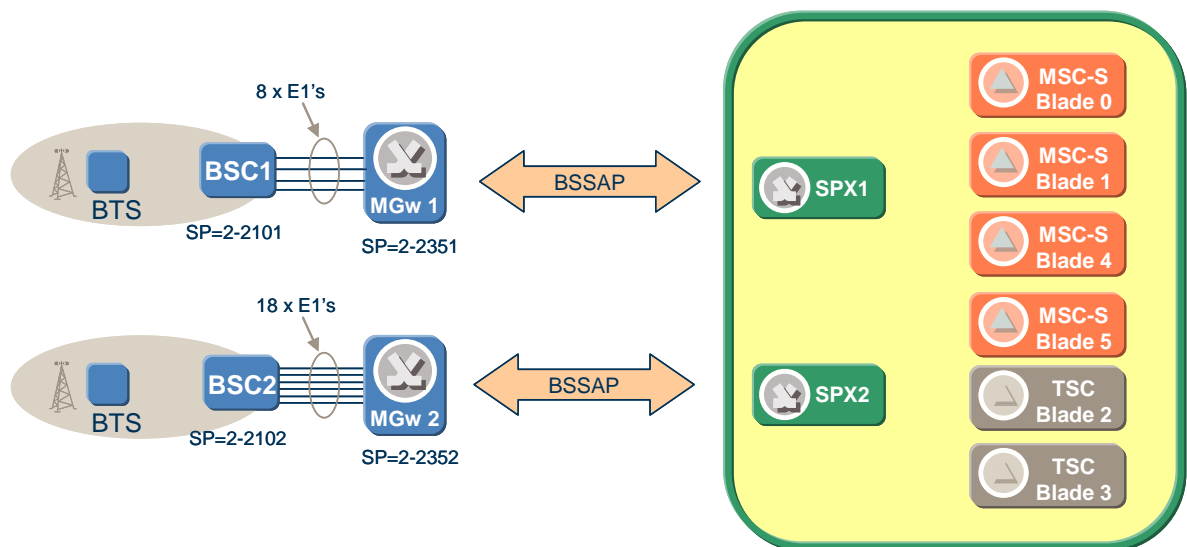 8 x E1's
BSC1
BTS
MGw 1
SP=2-2101
SP=2-2351
BSSAP
18 x E1's
BSC2
BTS
MGw 2
SP=2-2102
SP=2-2352
BSSAP
SPX1
SPX2
MSC-S
Blade 0
MSC-S
Blade 1
MSC-S
Blade 4
MSC-S
Blade 5
TSC
Blade 2
TSC
Blade 3